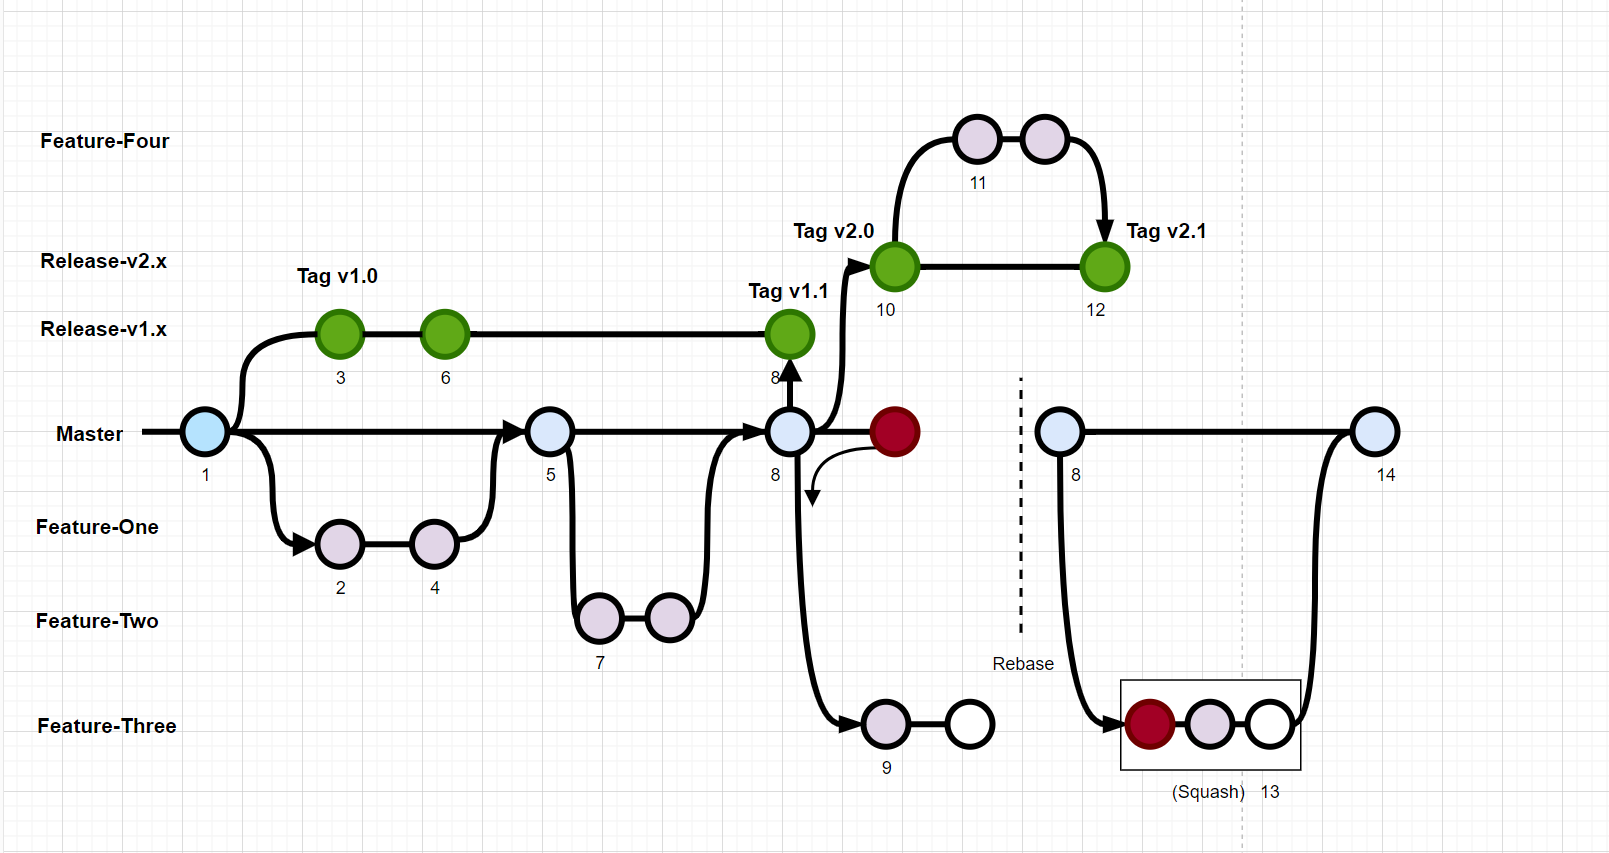 Feature-Four
11
Tag v2.0
Tag v2.1
Release-v2.x
Tag v1.0
Tag v1.1
10
12
Release-v1.x
3
6
8
Master
1
5
8
8
14
Feature-One
2
4
Feature-Two
7
Rebase
Feature-Three
9
(Squash) 13